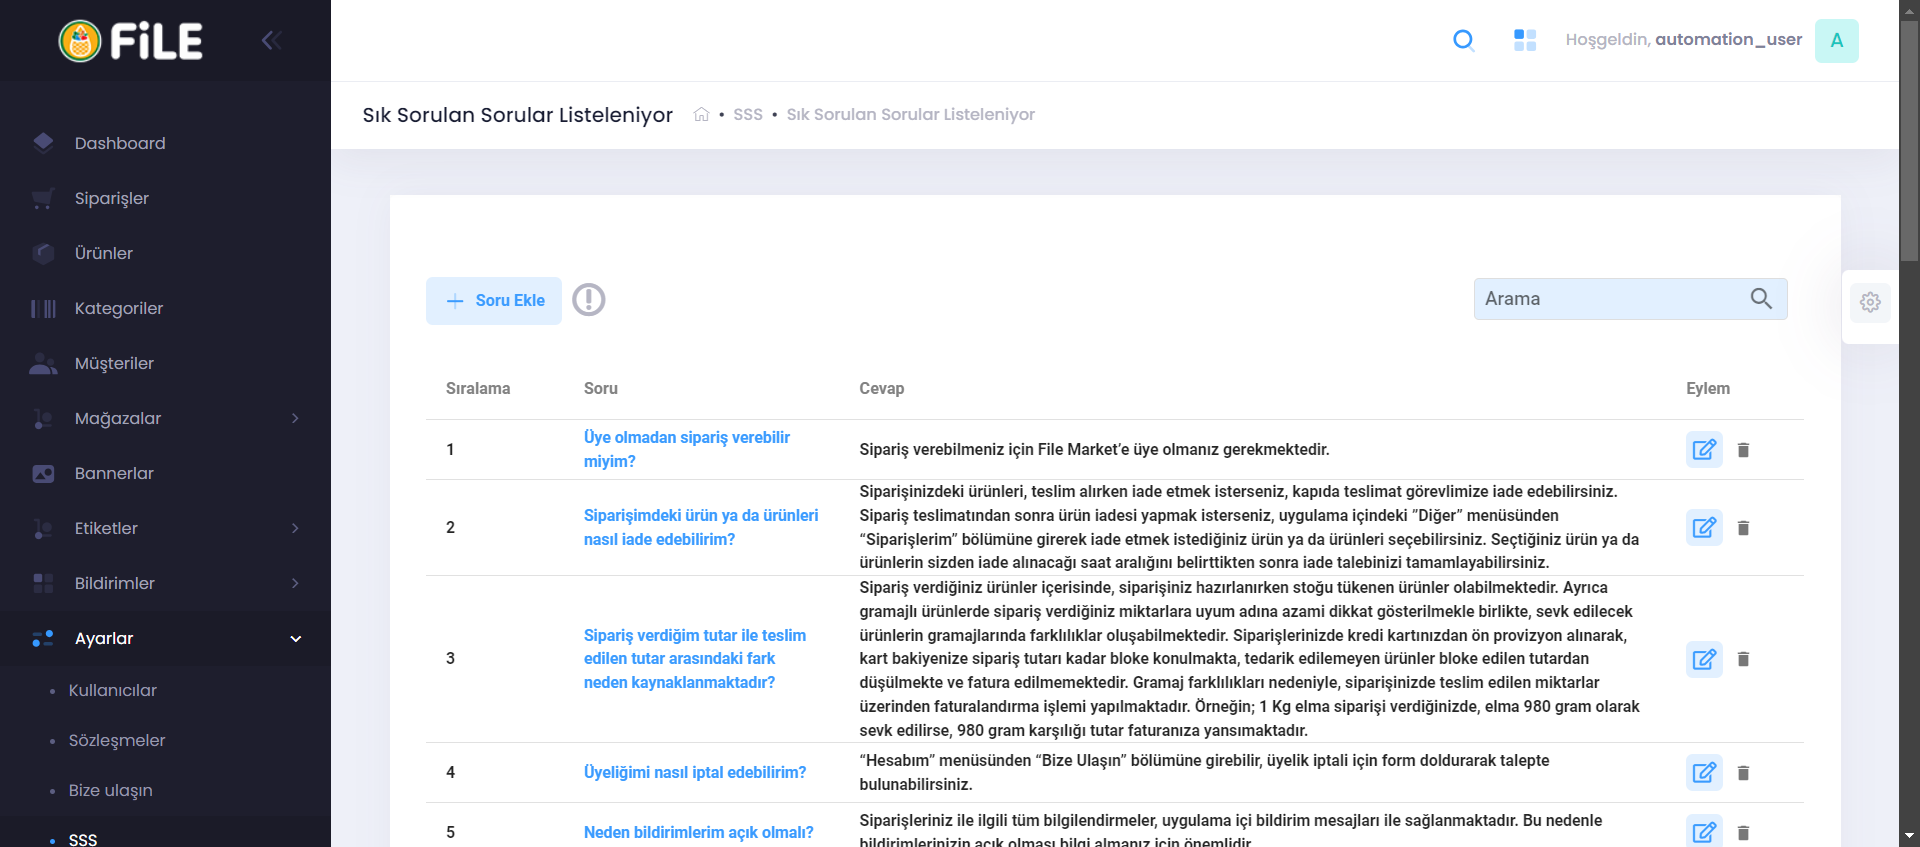 FiLE
Hoşgeldin, automation_user
A
Sık Sorulan Sorular Listeleniyor
• SSS • Sık Sorulan Sorular Listeleniyor
Dashboard
Siparişler
Ürünler
Kategoriler
Müşteriler
Mağazalar
Bannerlar
Etiketler
Bildirimler
Ayarlar
Kullanıcılar
Sözleşmeler
Bize ulaşın
SSS
Soru Ekle
Arama
Sıralama Soru Cevap Eylem
1
Üye olmadan sipariş verebilir
miyim?
Sipariş verebilmeniz için File Market’e üye olmanız gerekmektedir.
2
Siparişimdeki ürün ya da ürünleri
nasıl iade edebilirim?
Siparişinizdeki ürünleri, teslim alırken iade etmek isterseniz, kapıda teslimat görevlimize iade edebilirsiniz.
Sipariş teslimatından sonra ürün iadesi yapmak isterseniz, uygulama içindeki ”Diğer” menüsünden
“Siparişlerim” bölümüne girerek iade etmek istediğiniz ürün ya da ürünleri seçebilirsiniz. Seçtiğiniz ürün ya da
ürünlerin sizden iade alınacağı saat aralığını belirttikten sonra iade talebinizi tamamlayabilirsiniz.
3
Sipariş verdiğim tutar ile teslim
edilen tutar arasındaki fark
neden kaynaklanmaktadır?
Sipariş verdiğiniz ürünler içerisinde, siparişiniz hazırlanırken stoğu tükenen ürünler olabilmektedir. Ayrıca
gramajlı ürünlerde sipariş verdiğiniz miktarlara uyum adına azami dikkat gösterilmekle birlikte, sevk edilecek
ürünlerin gramajlarında farklılıklar oluşabilmektedir. Siparişlerinizde kredi kartınızdan ön provizyon alınarak,
kart bakiyenize sipariş tutarı kadar bloke konulmakta, tedarik edilemeyen ürünler bloke edilen tutardan
düşülmekte ve fatura edilmemektedir. Gramaj farklılıkları nedeniyle, siparişinizde teslim edilen miktarlar
üzerinden faturalandırma işlemi yapılmaktadır. Örneğin; 1 Kg elma siparişi verdiğinizde, elma 980 gram olarak
sevk edilirse, 980 gram karşılığı tutar faturanıza yansımaktadır.
4
Üyeliğimi nasıl iptal edebilirim?
“Hesabım” menüsünden “Bize Ulaşın” bölümüne girebilir, üyelik iptali için form doldurarak talepte
bulunabilirsiniz.
5
Neden bildirimlerim açık olmalı?
Siparişleriniz ile ilgili tüm bilgilendirmeler, uygulama içi bildirim mesajları ile sağlanmaktadır. Bu nedenle
bildirimlerinizin açık olması bilgi almanız için önemlidir.